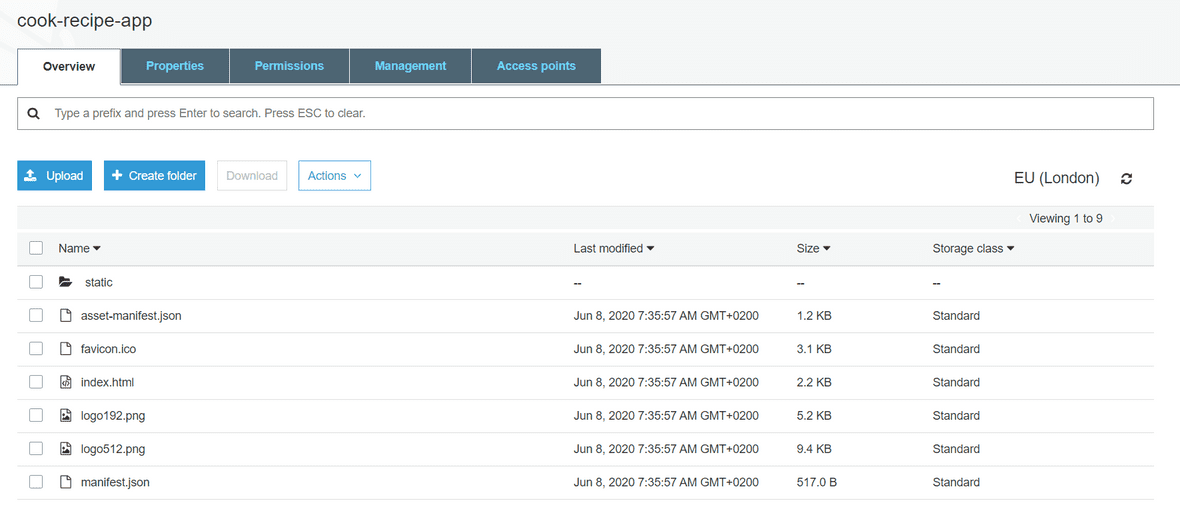 cook-recipe-app
Overview Properties Permissions Management Access points
Type a prefix and press Enter to search. Press ESC to clear.
Upload Create folder Download Actions
EU (London)
Viewing 1 to 9
Name Last modified Size Storage class
static -- -- --
asset-manifest.json Jun 8, 2020 7:35:57 AM GMT+0200 1.2 KB Standard
favicon.ico Jun 8, 2020 7:35:57 AM GMT+0200 3.1 KB Standard
index.html Jun 8, 2020 7:35:57 AM GMT+0200 2.2 KB Standard
logo192.png Jun 8, 2020 7:35:57 AM GMT+0200 5.2 KB Standard
logo512.png Jun 8, 2020 7:35:57 AM GMT+0200 9.4 KB Standard
manifest.json Jun 8, 2020 7:35:57 AM GMT+0200 517.0 B Standard